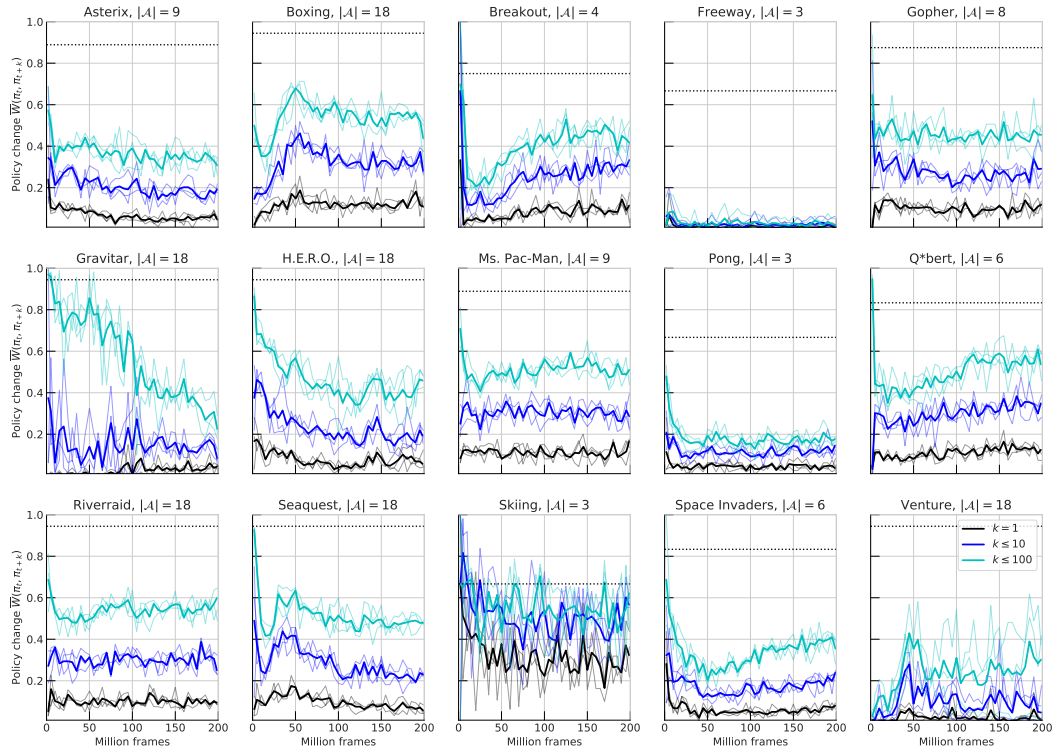 Asterix, |𝒜| = 9
Boxing, |𝒜| = 18
Breakout, |𝒜| = 4
Freeway, |𝒜| = 3
Gopher, |𝒜| = 8
Policy change W̅(π_t, π_{t+k})
1.0
0.8
0.6
0.4
0.2
Gravitar, |𝒜| = 18
H.E.R.O., |𝒜| = 18
Ms. Pac-Man, |𝒜| = 9
Pong, |𝒜| = 3
Q*bert, |𝒜| = 6
Policy change W̅(π_t, π_{t+k})
1.0
0.8
0.6
0.4
0.2
Riverraid, |𝒜| = 18
Seaquest, |𝒜| = 18
Skiing, |𝒜| = 3
Space Invaders, |𝒜| = 6
Venture, |𝒜| = 18
Policy change W̅(π_t, π_{t+k})
1.0
0.8
0.6
0.4
0.2
k = 1
k ≤ 10
k ≤ 100
0 50 100 150 200
0 50 100 150 200
0 50 100 150 200
0 50 100 150 200
0 50 100 150 200
Million frames
Million frames
Million frames
Million frames
Million frames